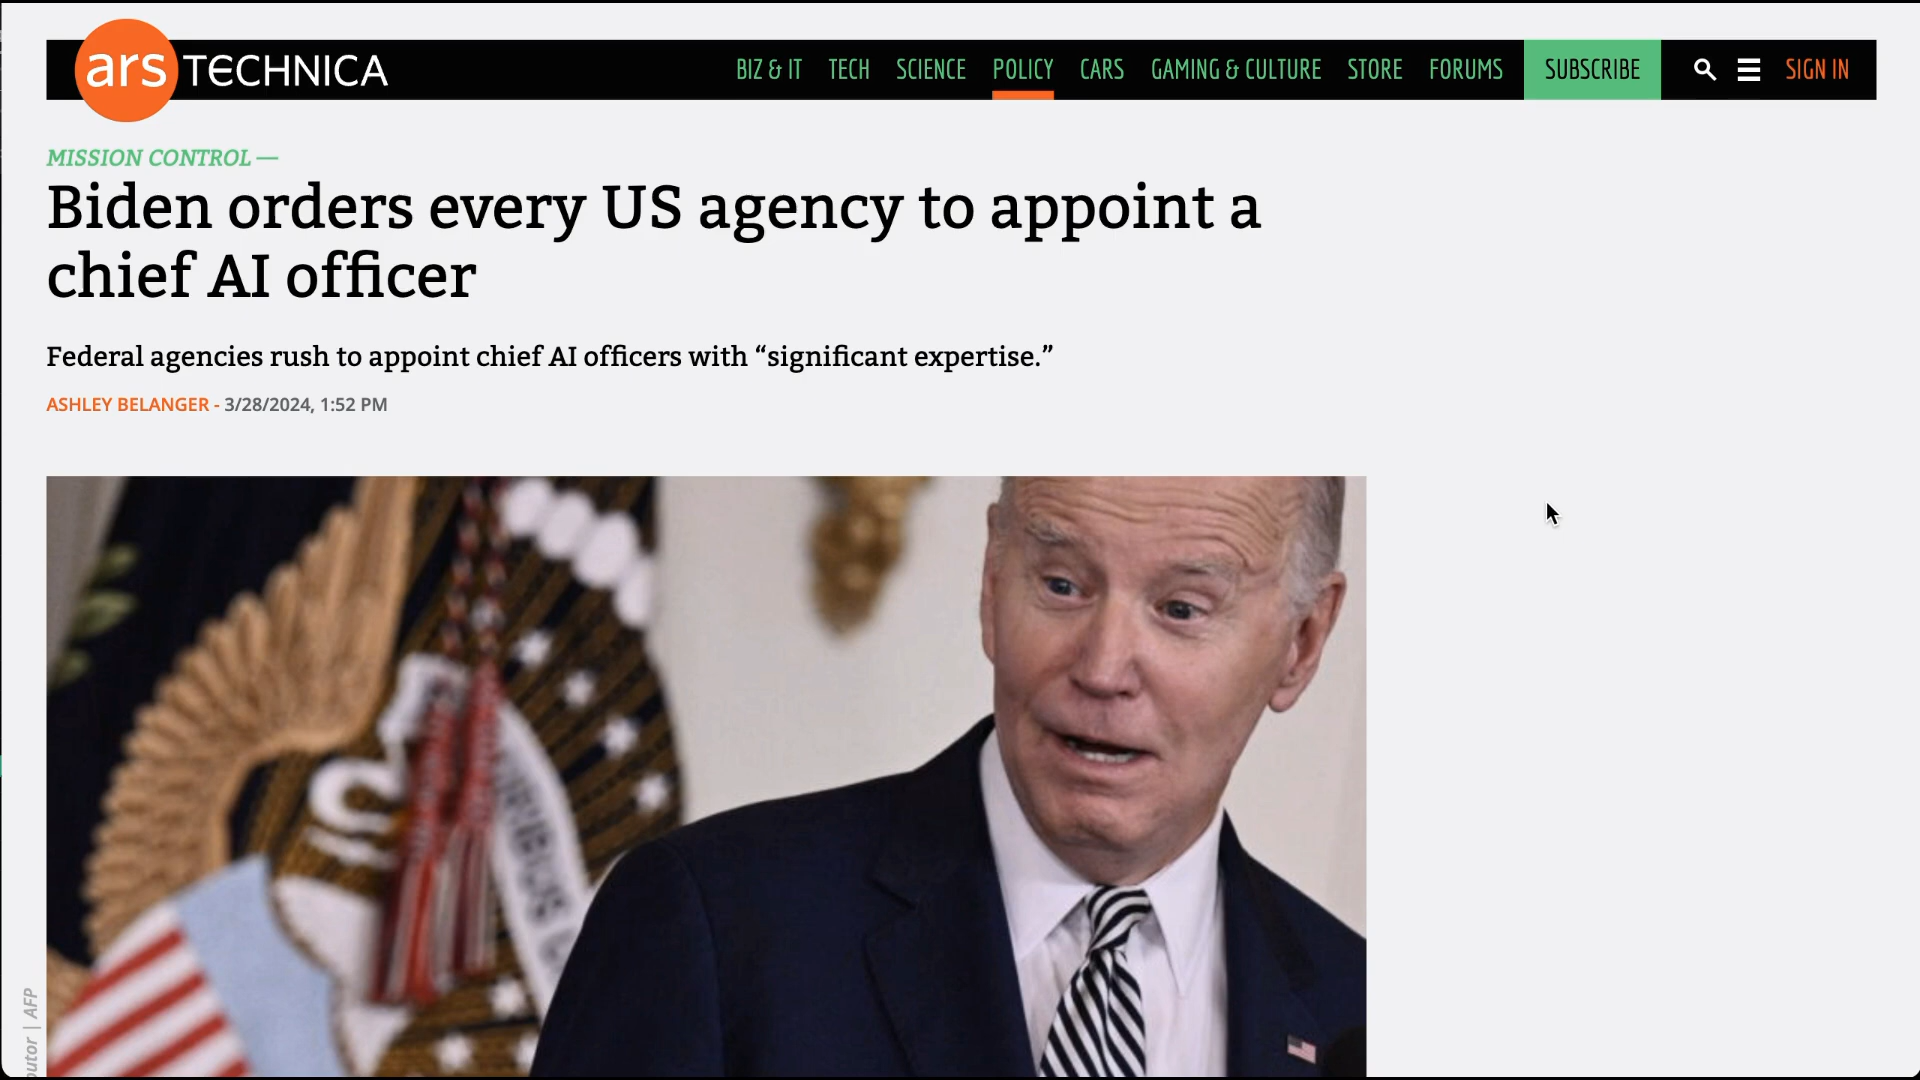 ars TECHNICA
BIZ & IT TECH SCIENCE POLICY CARS GAMING & CULTURE STORE FORUMS SUBSCRIBE SIGN IN
MISSION CONTROL —
Biden orders every US agency to appoint a
chief AI officer
Federal agencies rush to appoint chief AI officers with “significant expertise.”
ASHLEY BELANGER - 3/28/2024, 1:52 PM
| AFP